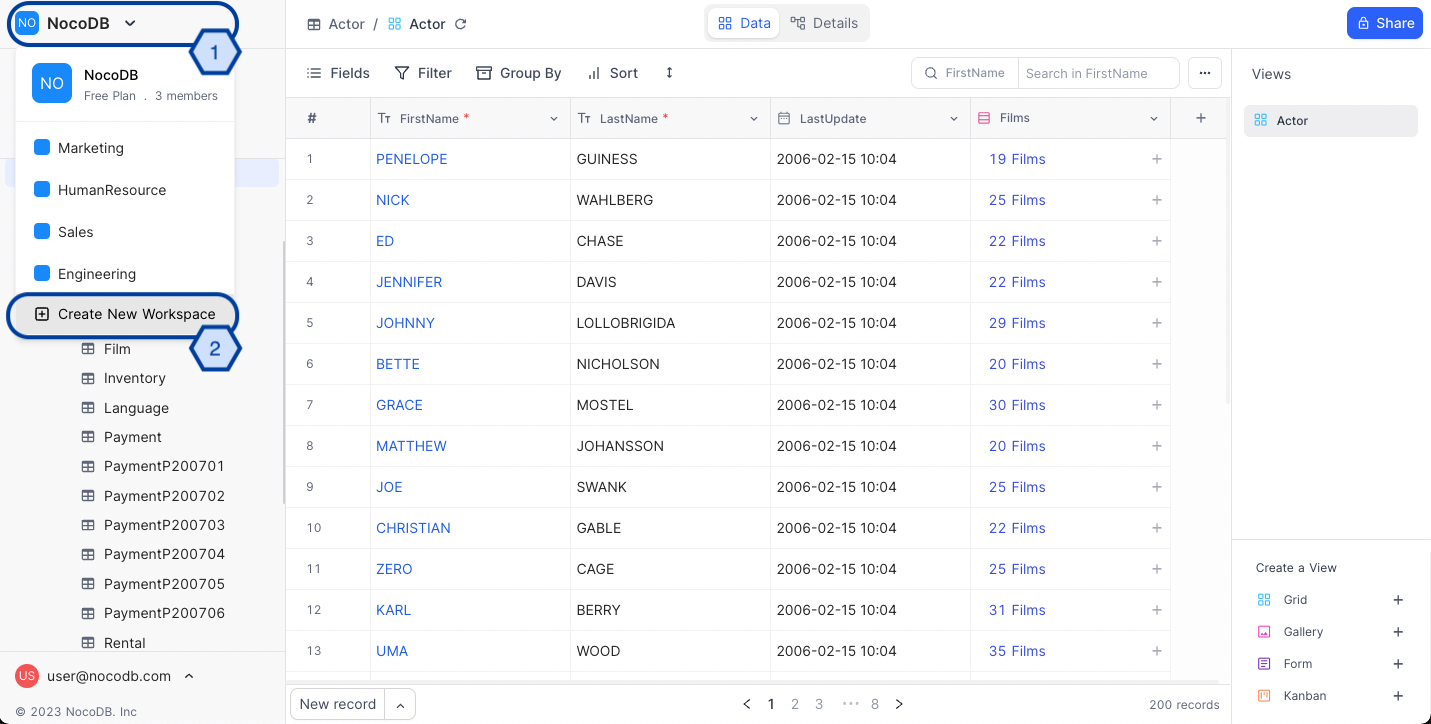 NO NocoDB
1
NO NocoDB
Free Plan . 3 members
Marketing
HumanResource
Sales
Engineering
Create New Workspace
2
Film
Inventory
Language
Payment
PaymentP200701
PaymentP200702
PaymentP200703
PaymentP200704
PaymentP200705
PaymentP200706
Rental
US user@nocodb.com
© 2023 NocoDB. Inc
Actor / Actor
Data Details
Share
Fields Filter Group By Sort
FirstName Search in FirstName
# FirstName * LastName * LastUpdate Films
1 PENELOPE GUINESS 2006-02-15 10:04 19 Films +
2 NICK WAHLBERG 2006-02-15 10:04 25 Films +
3 ED CHASE 2006-02-15 10:04 22 Films +
4 JENNIFER DAVIS 2006-02-15 10:04 22 Films +
5 JOHNNY LOLLOBRIGIDA 2006-02-15 10:04 29 Films +
6 BETTE NICHOLSON 2006-02-15 10:04 20 Films +
7 GRACE MOSTEL 2006-02-15 10:04 30 Films +
8 MATTHEW JOHANSSON 2006-02-15 10:04 20 Films +
9 JOE SWANK 2006-02-15 10:04 25 Films +
10 CHRISTIAN GABLE 2006-02-15 10:04 22 Films +
11 ZERO CAGE 2006-02-15 10:04 25 Films +
12 KARL BERRY 2006-02-15 10:04 31 Films +
13 UMA WOOD 2006-02-15 10:04 35 Films +
New record
< 1 2 3 ••• 8 >
200 records
Views
Actor
Create a View
Grid +
Gallery +
Form +
Kanban +